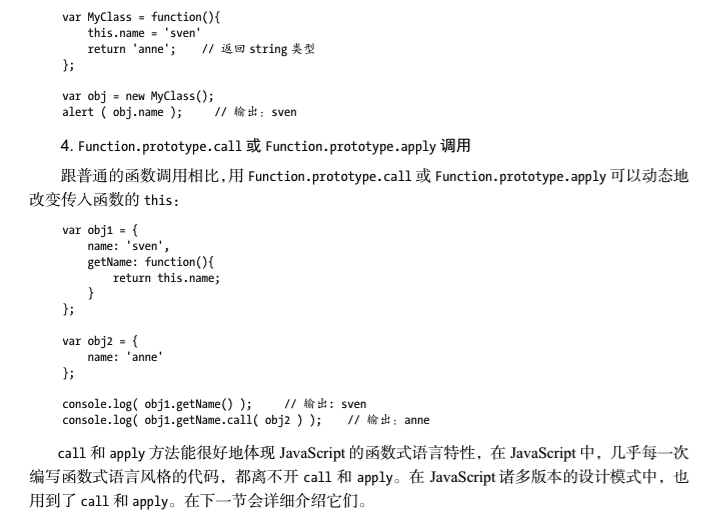 var MyClass = function(){
    this.name = 'sven'
    return 'anne';    // 返回 string 类型
};

var obj = new MyClass();
alert ( obj.name );     // 输出：sven

4. Function.prototype.call 或 Function.prototype.apply 调用
跟普通的函数调用相比，用 Function.prototype.call 或 Function.prototype.apply 可以动态地
改变传入函数的 this：

var obj1 = {
    name: 'sven',
    getName: function(){
        return this.name;
    }
};

var obj2 = {
    name: 'anne'
};

console.log( obj1.getName() );     // 输出: sven
console.log( obj1.getName.call( obj2 ) );    // 输出：anne

call 和 apply 方法能很好地体现 JavaScript 的函数式语言特性，在 JavaScript 中，几乎每一次
编写函数式语言风格的代码，都离不开 call 和 apply。在 JavaScript 诸多版本的设计模式中，也
用到了 call 和 apply。在下一节会详细介绍它们。